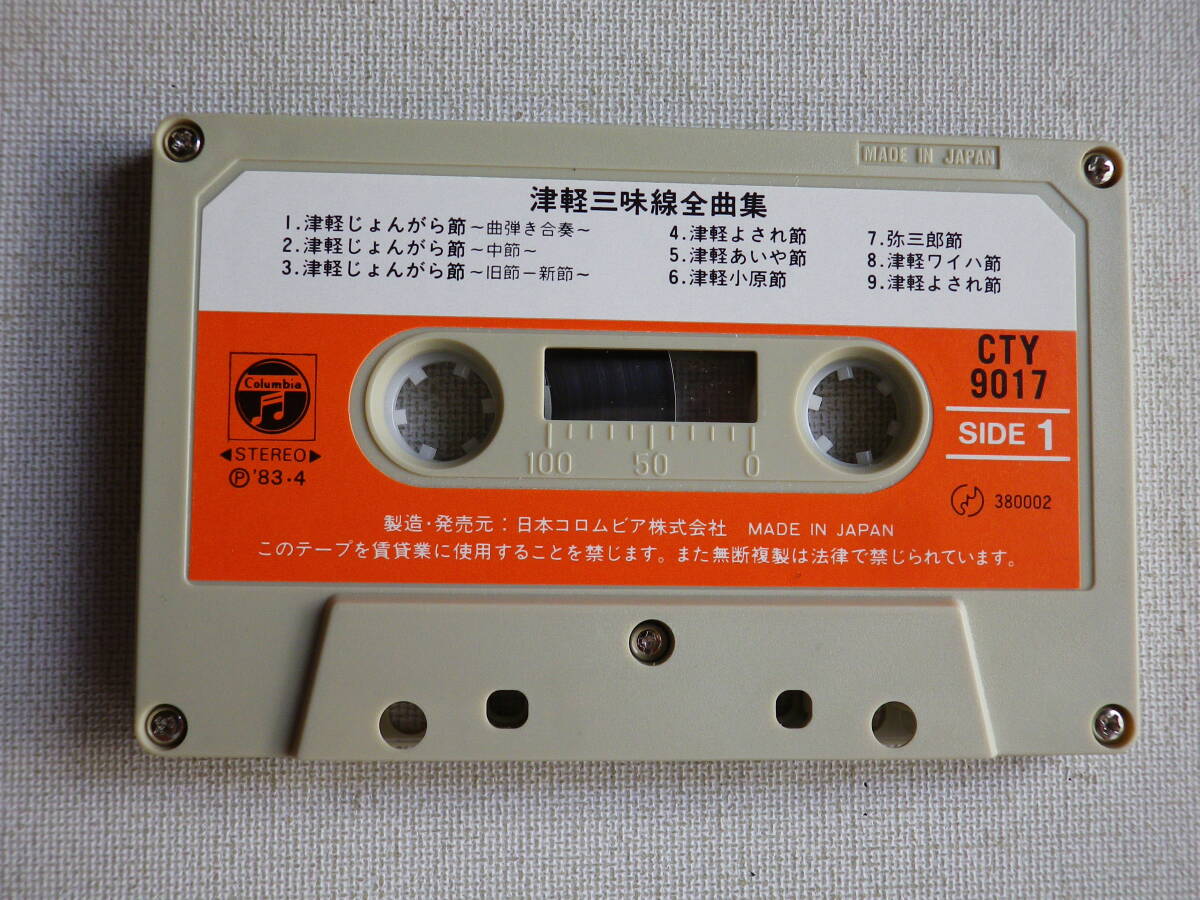 MADE IN JAPAN
津軽三味線全曲集
1.津軽じょんがら節〜曲弾き合奏〜
2.津軽じょんがら節〜中節〜
3.津軽じょんがら節〜旧節ー新節〜
4.津軽よされ節
5.津軽あいや節
6.津軽小原節
7.弥三郎節
8.津軽ワイハ節
9.津軽よされ節
Columbia
◀STEREO▶
Ⓟ'83・4
100 50 0
CTY
9017
SIDE 1
380002
製造・発売元:日本コロムビア株式会社 MADE IN JAPAN
このテープを賃貸業に使用することを禁じます。また無断複製は法律で禁じられています。